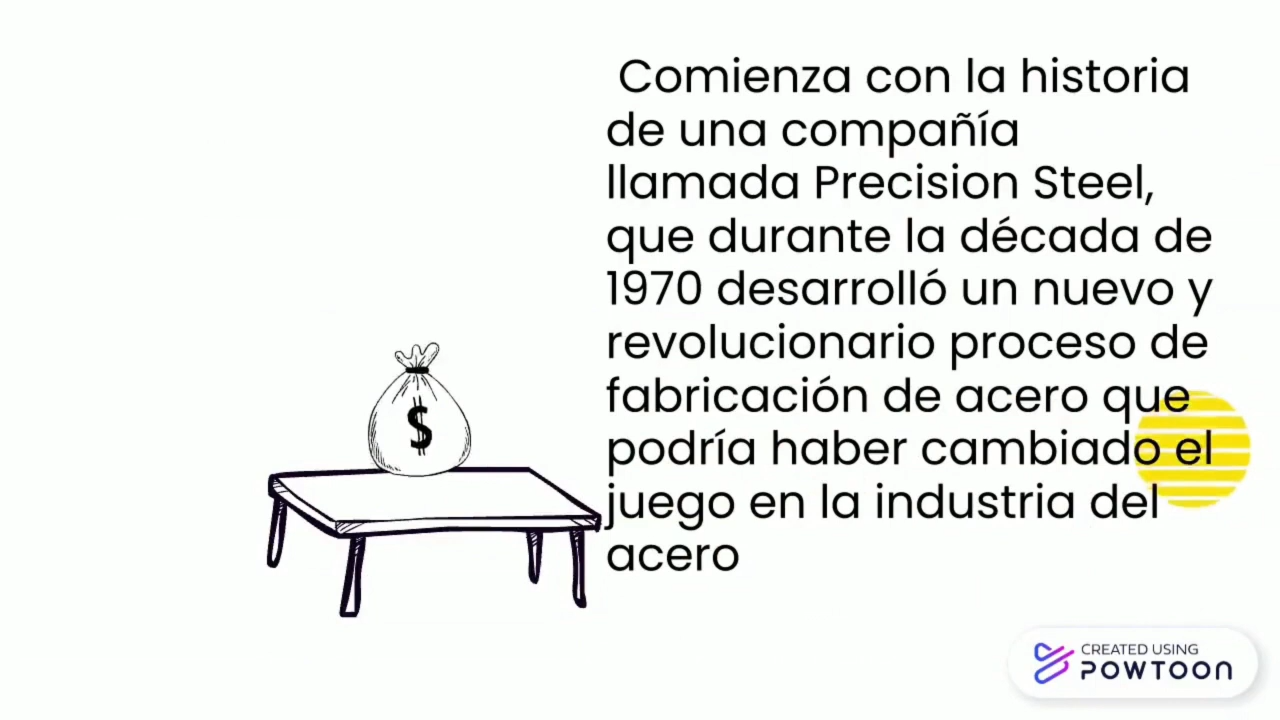 Comienza con la historia
de una compañía
llamada Precision Steel,
que durante la década de
1970 desarrolló un nuevo y
revolucionario proceso de
fabricación de acero que
podría haber cambiado el
juego en la industria del
acero
$
CREATED USING
POWTOON